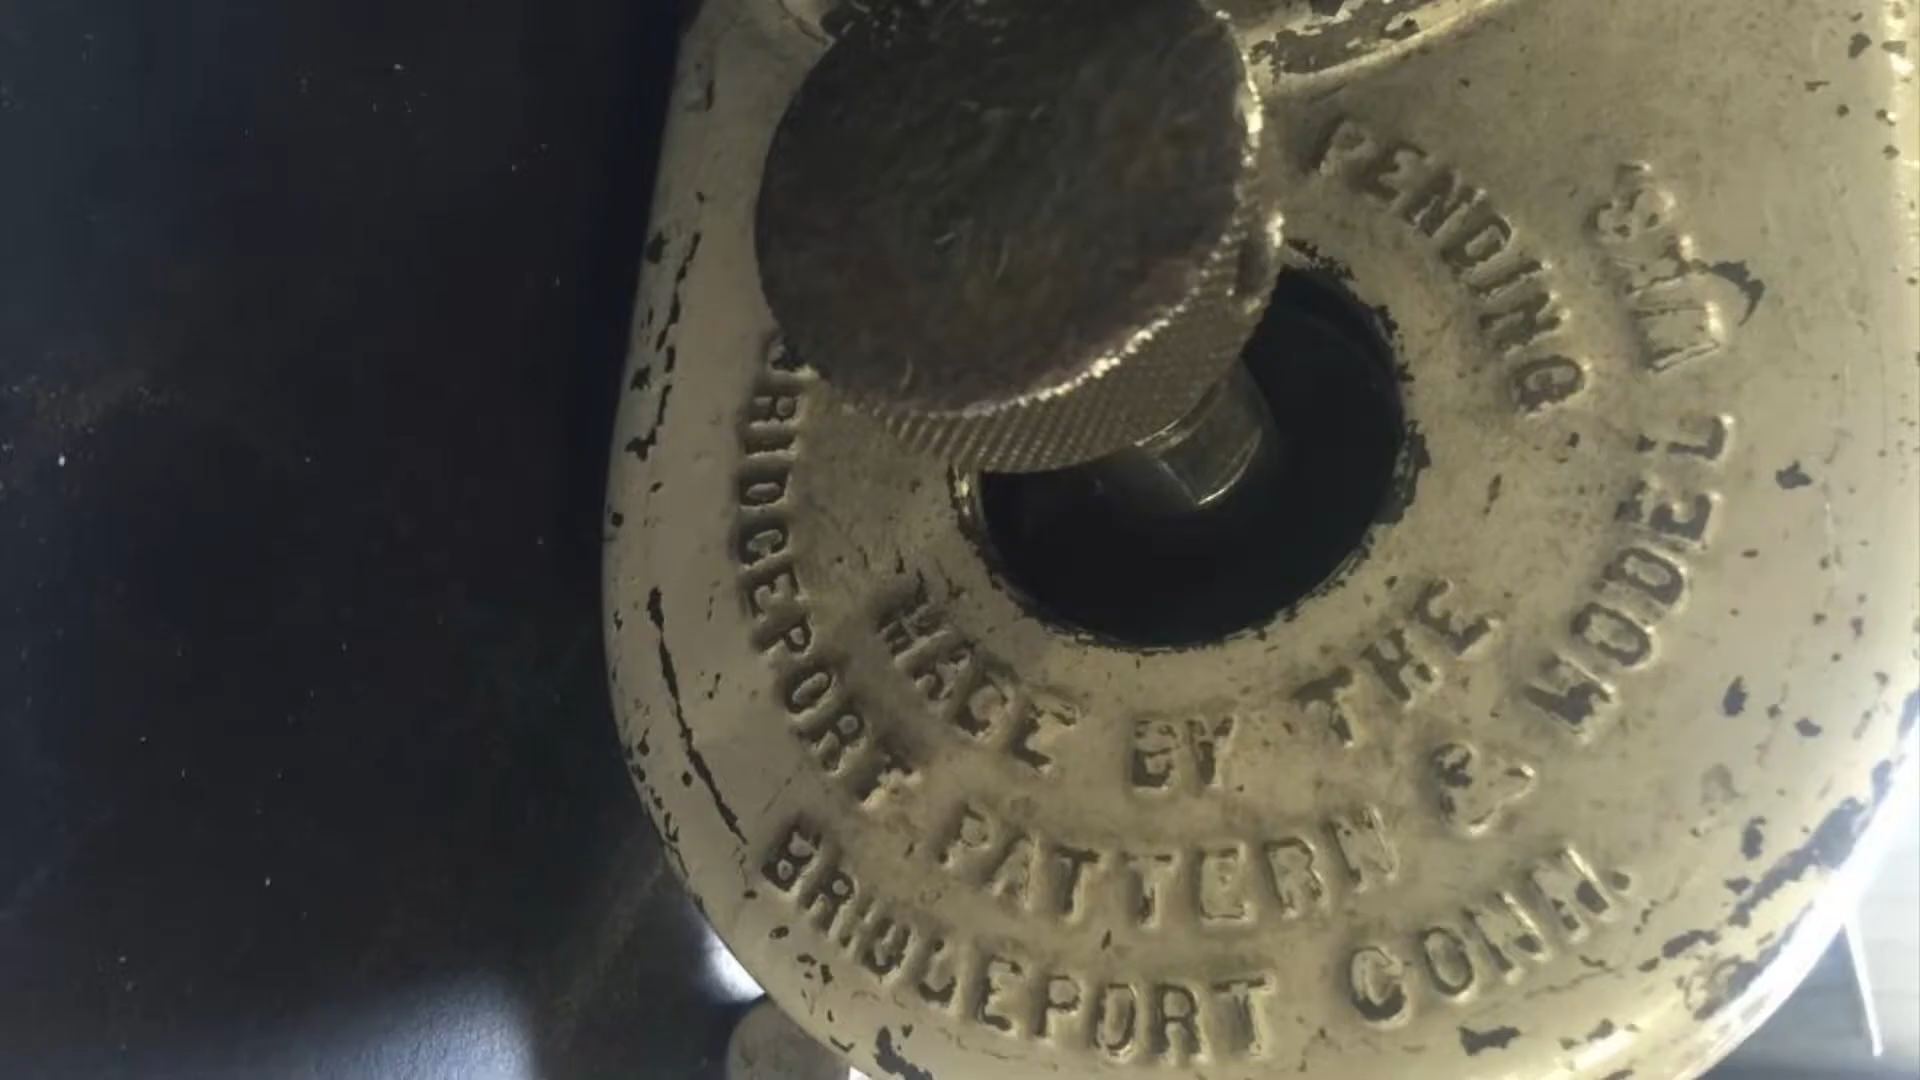 PENDING
MADE BY THE
BRIDGEPORT PATTERN & MODEL
BRIDGEPORT CONN.